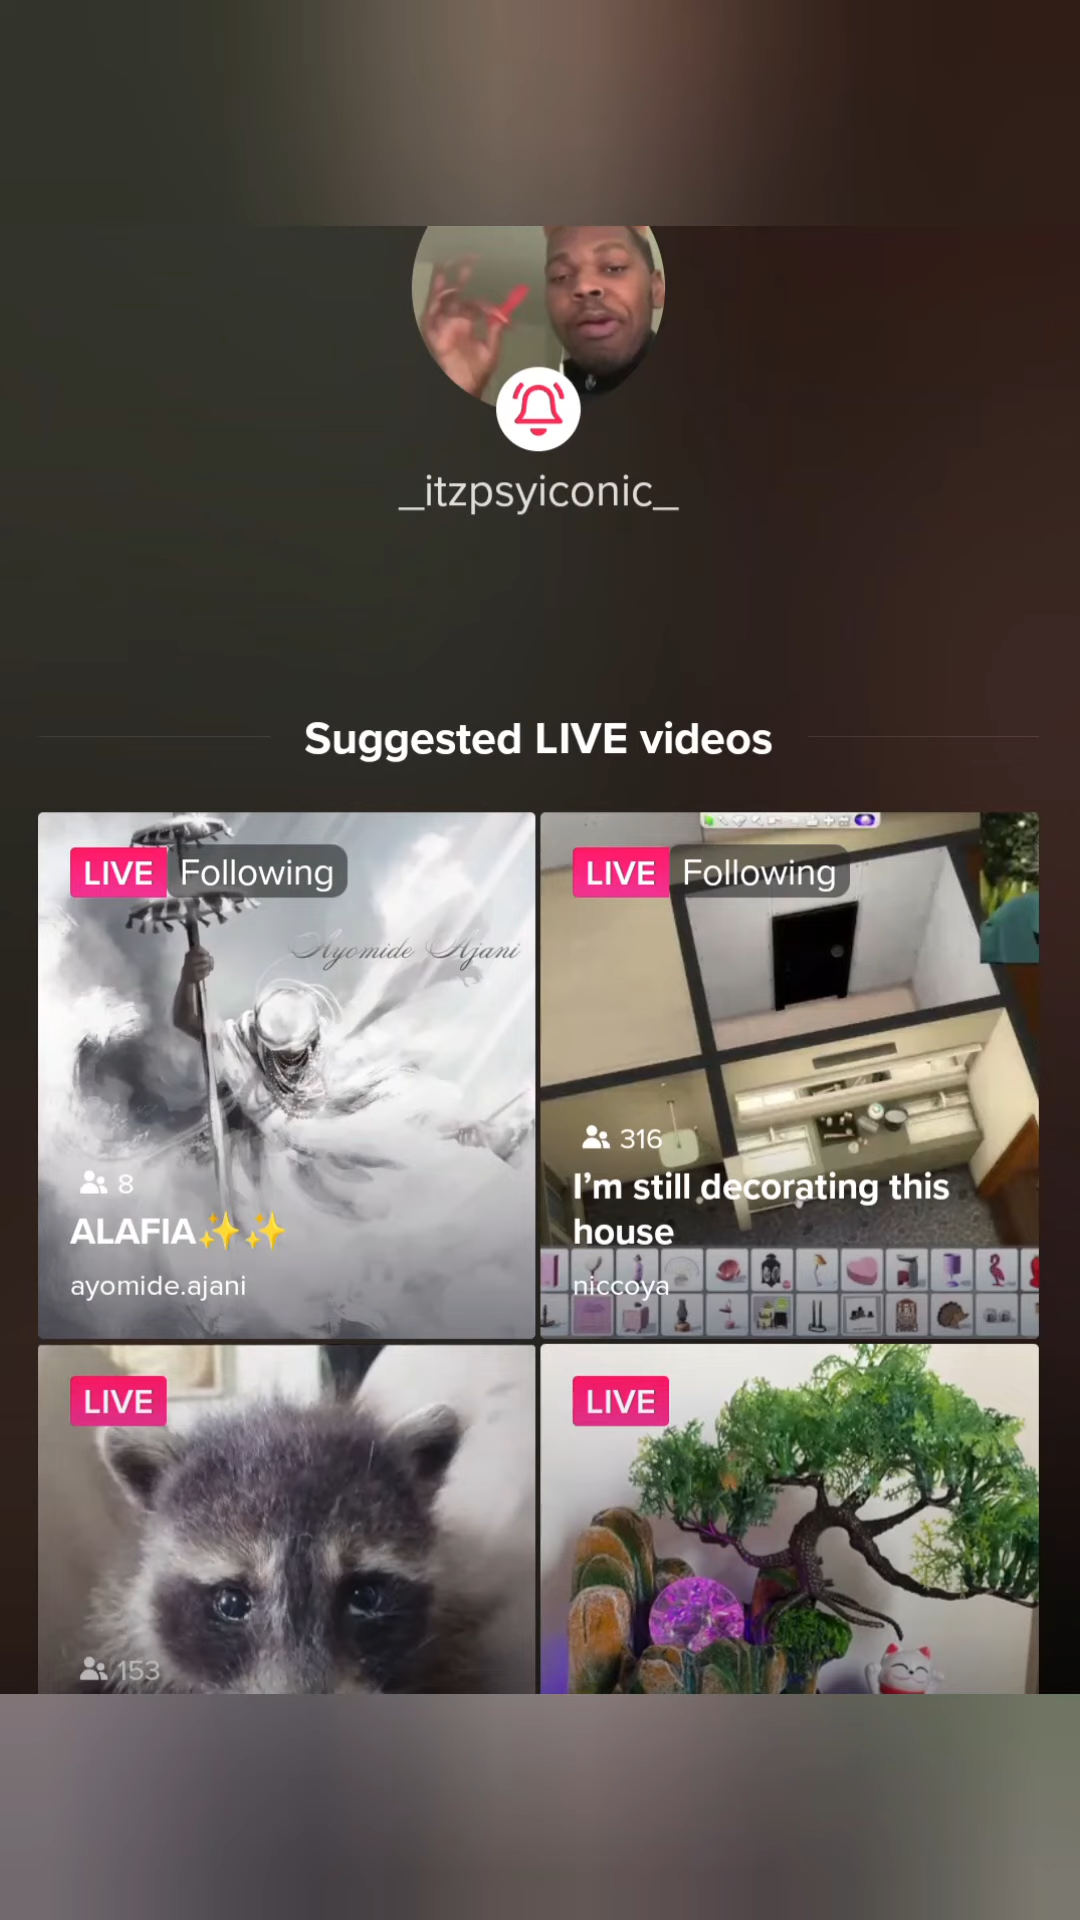 _itzpsyiconic_
Suggested LIVE videos
LIVE Following
Ayomide Ajani
8
ALAFIA✨✨
ayomide.ajani
LIVE Following
316
I'm still decorating this
house
niccoya
LIVE
153
LIVE